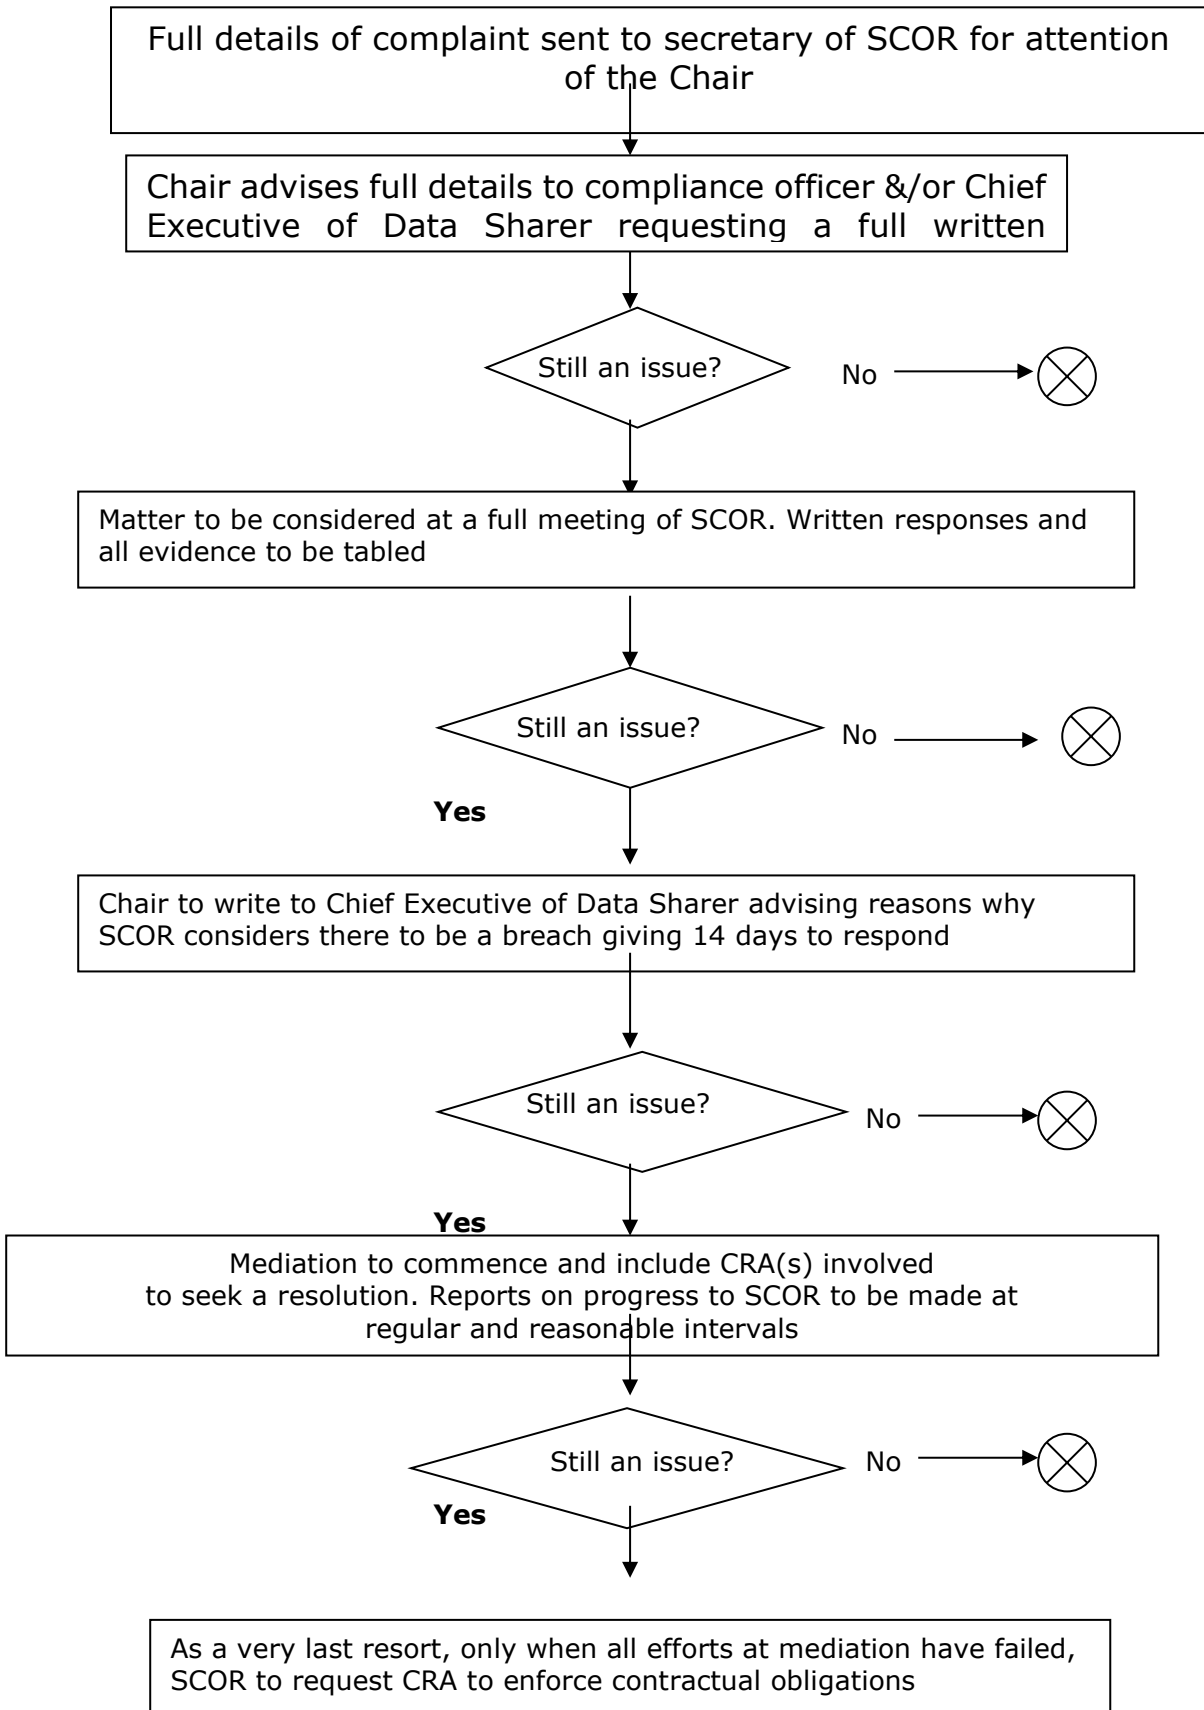 Full details of complaint sent to secretary of SCOR for attention
of the Chair
Chair advises full details to compliance officer &/or Chief
Executive of Data Sharer requesting a full written
Still an issue?
No
Matter to be considered at a full meeting of SCOR. Written responses and
all evidence to be tabled
Still an issue?
No
Yes
Chair to write to Chief Executive of Data Sharer advising reasons why
SCOR considers there to be a breach giving 14 days to respond
Still an issue?
No
Yes
Mediation to commence and include CRA(s) involved
to seek a resolution. Reports on progress to SCOR to be made at
regular and reasonable intervals
Still an issue?
No
Yes
As a very last resort, only when all efforts at mediation have failed,
SCOR to request CRA to enforce contractual obligations